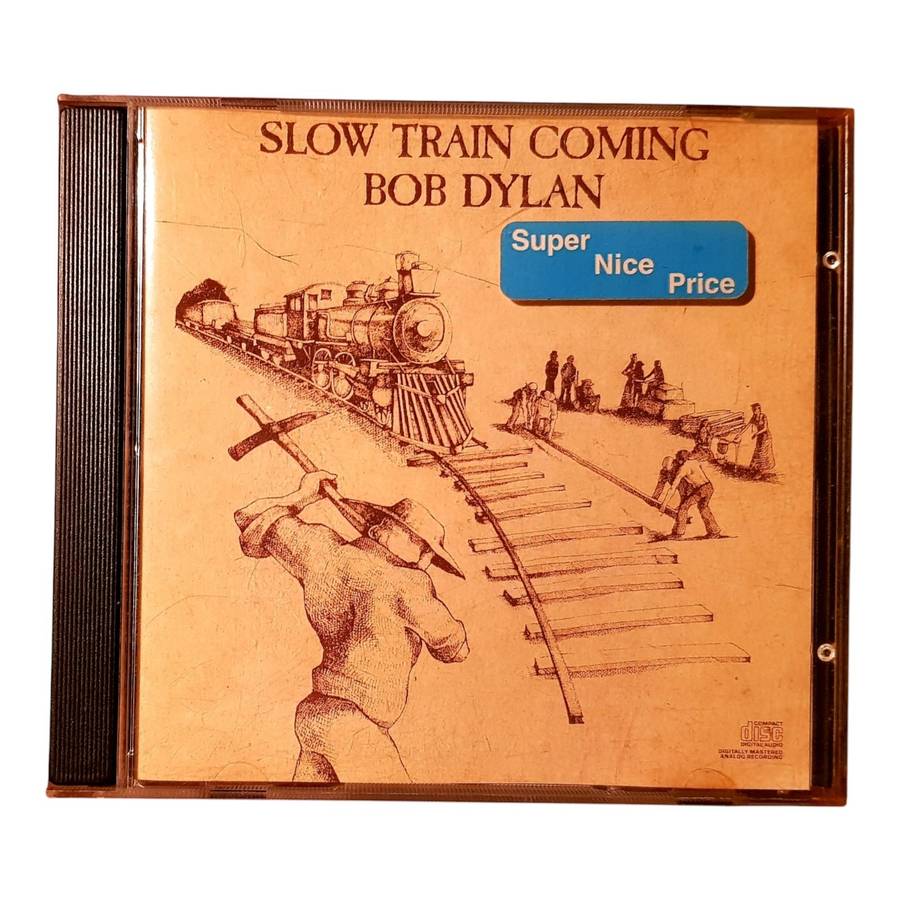 SLOW TRAIN COMING
BOB DYLAN
Super
Nice
Price
COMPACT
disc
DIGITAL AUDIO
DIGITALLY MASTERED
ANALOG RECORDING